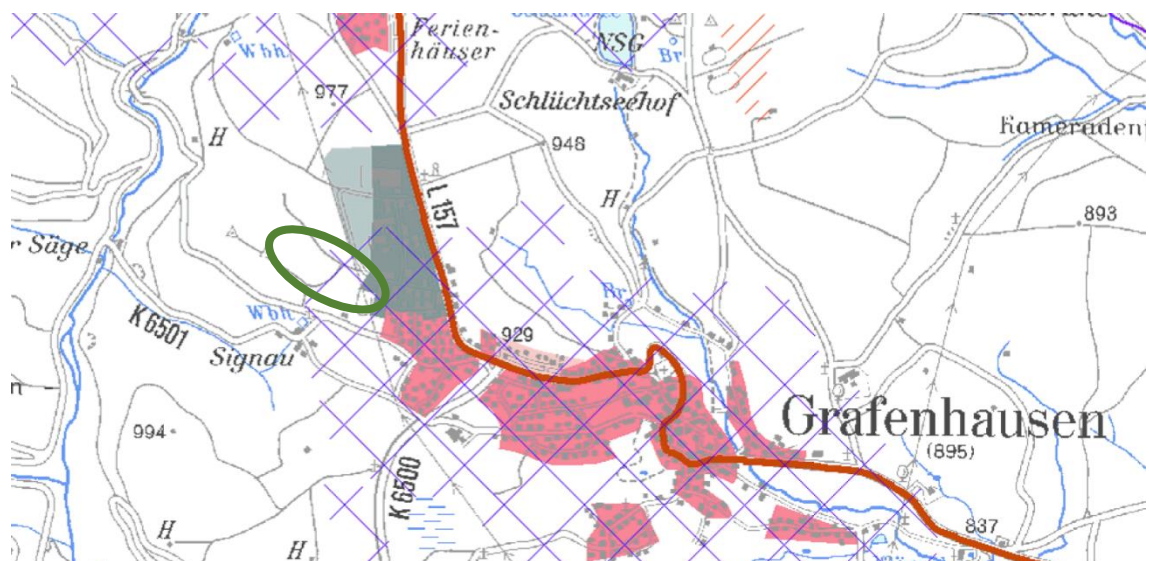 Ferien-
häuser
NSG
Br
Wbh
977
Schlüchtseehof
948
H
H
L 157
893
r Säge
K 6501
Wbh
Br
929
Signau
Grafenhausen
(895)
994
K 6500
837
H
H